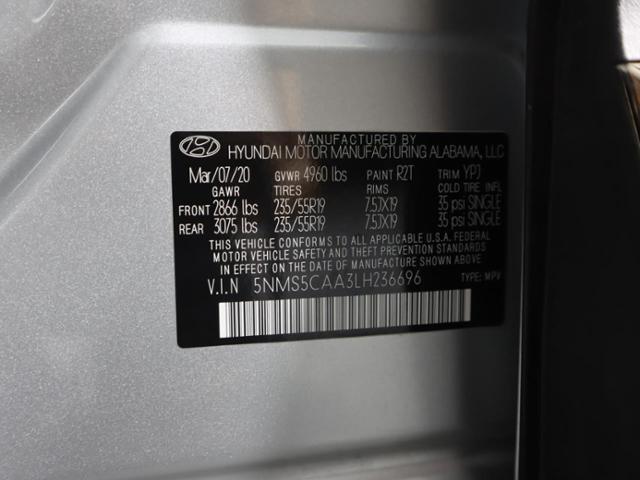 MANUFACTURED BY
HYUNDAI MOTOR MANUFACTURING ALABAMA, LLC
Mar/07/20 GVWR 4960 lbs PAINT R2T TRIM YPJ
GAWR TIRES RIMS COLD TIRE INFL
FRONT 2866 lbs 235/55R19 7.5JX19 35 psi SINGLE
REAR 3075 lbs 235/55R19 7.5JX19 35 psi SINGLE
THIS VEHICLE CONFORMS TO ALL APPLICABLE U.S.A. FEDERAL
MOTOR VEHICLE SAFETY AND THEFT PREVENTION STANDARDS
IN EFFECT ON THE DATE OF MANUFACTURE SHOWN ABOVE.
V.I.N 5NMS5CAA3LH236696 TYPE: MPV